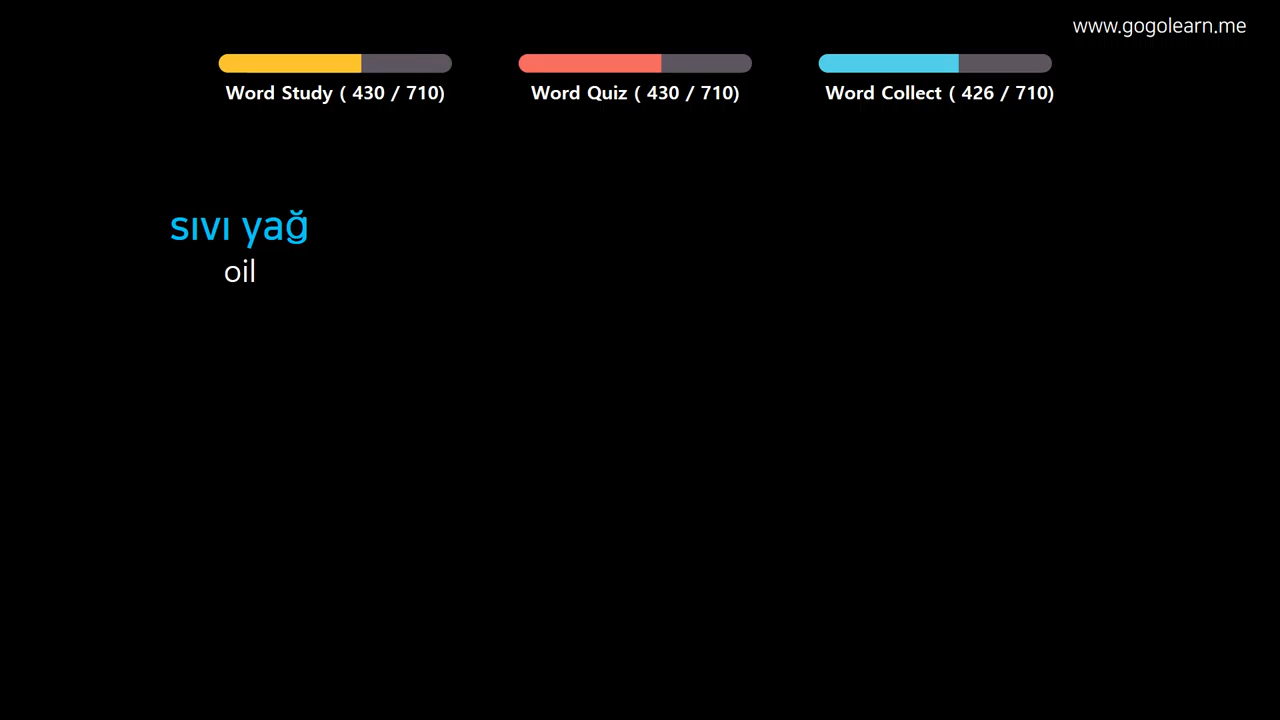 www.gogolearn.me
Word Study ( 430 / 710)
Word Quiz ( 430 / 710)
Word Collect ( 426 / 710)
sıvı yağ
oil